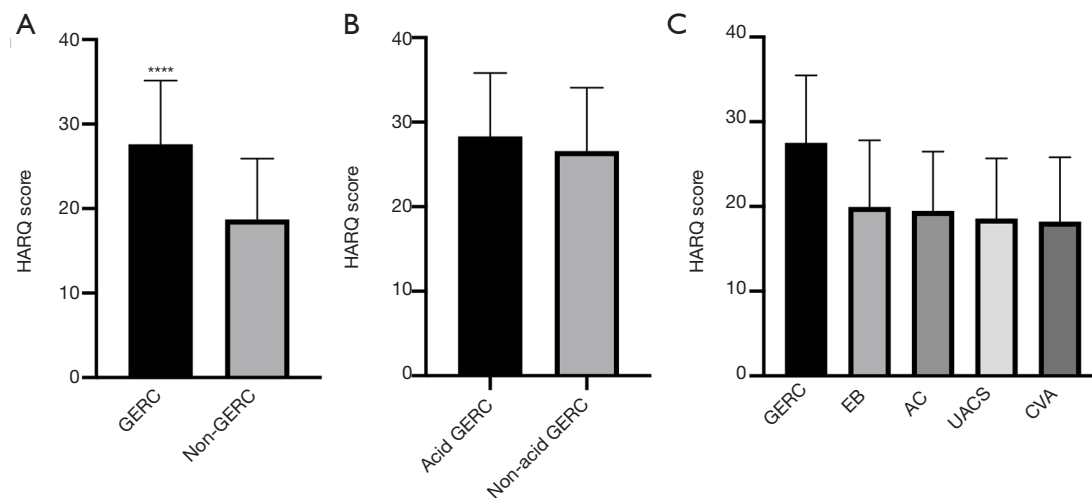 A
HARQ score
40
30
20
10
0
****
GERC
Non-GERC
B
HARQ score
40
30
20
10
0
Acid GERC
Non-acid GERC
C
HARQ score
40
30
20
10
0
GERC
EB
AC
UACS
CVA